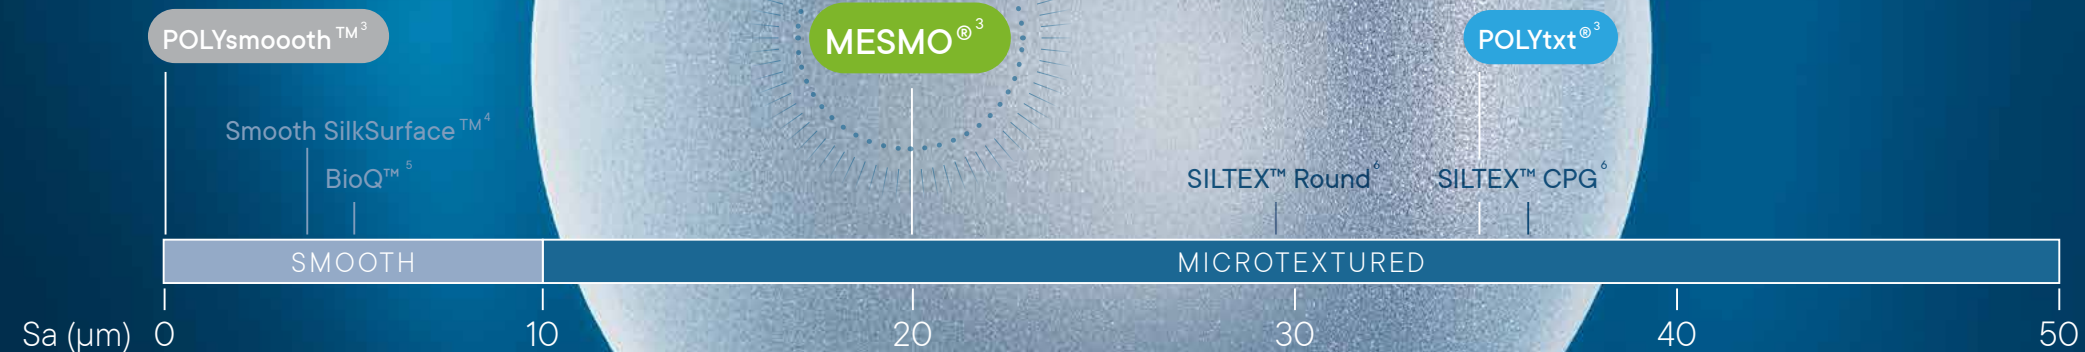 POLYsmoooth™3
MESMO®3
POLYtxt®3
Smooth SilkSurface™4
BioQ™5
SILTEX™ Round6
SILTEX™ CPG6
SMOOTH
MICROTEXTURED
Sa (µm) 0 10 20 30 40 50